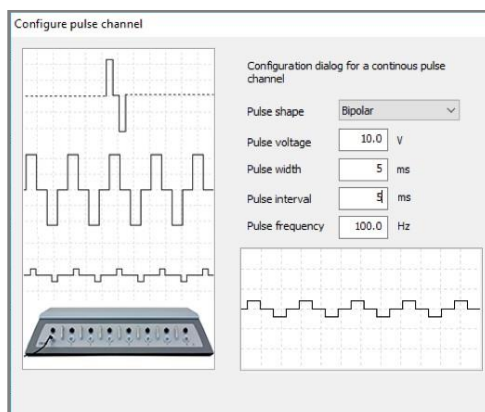 Configure pulse channel
Configuration dialog for a continous pulse
channel
Pulse shape Bipolar
Pulse voltage 10.0 V
Pulse width 5 ms
Pulse interval 5 ms
Pulse frequency 100.0 Hz